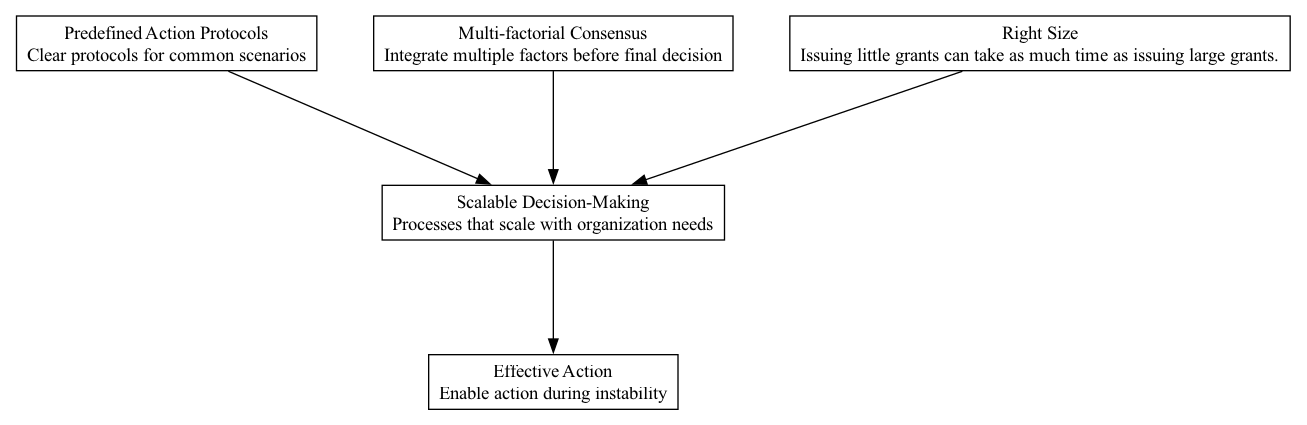 Predefined Action Protocols
Clear protocols for common scenarios
Multi-factorial Consensus
Integrate multiple factors before final decision
Right Size
Issuing little grants can take as much time as issuing large grants.
Scalable Decision-Making
Processes that scale with organization needs
Effective Action
Enable action during instability